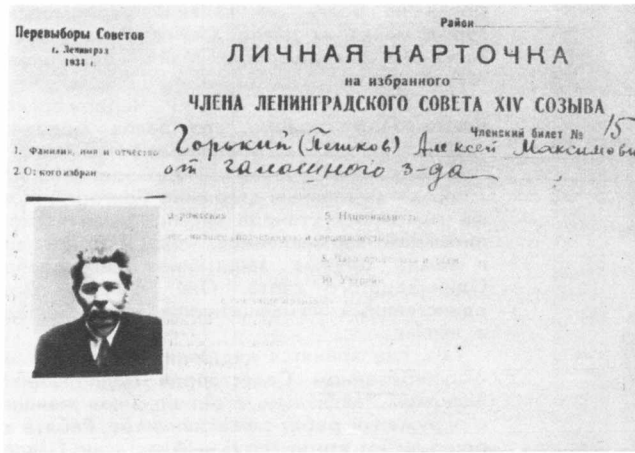 Район
Перевыборы Советов
г. Ленинград
1934 г.
ЛИЧНАЯ КАРТОЧКА
на избранного
ЧЛЕНА ЛЕНИНГРАДСКОГО СОВЕТА XIV СОЗЫВА
Членский билет № 15
1. Фамилия, имя и отчество Горький (Пешков) Алексей Максимович
2. От кого избран от галошного з-да
5. Национальность